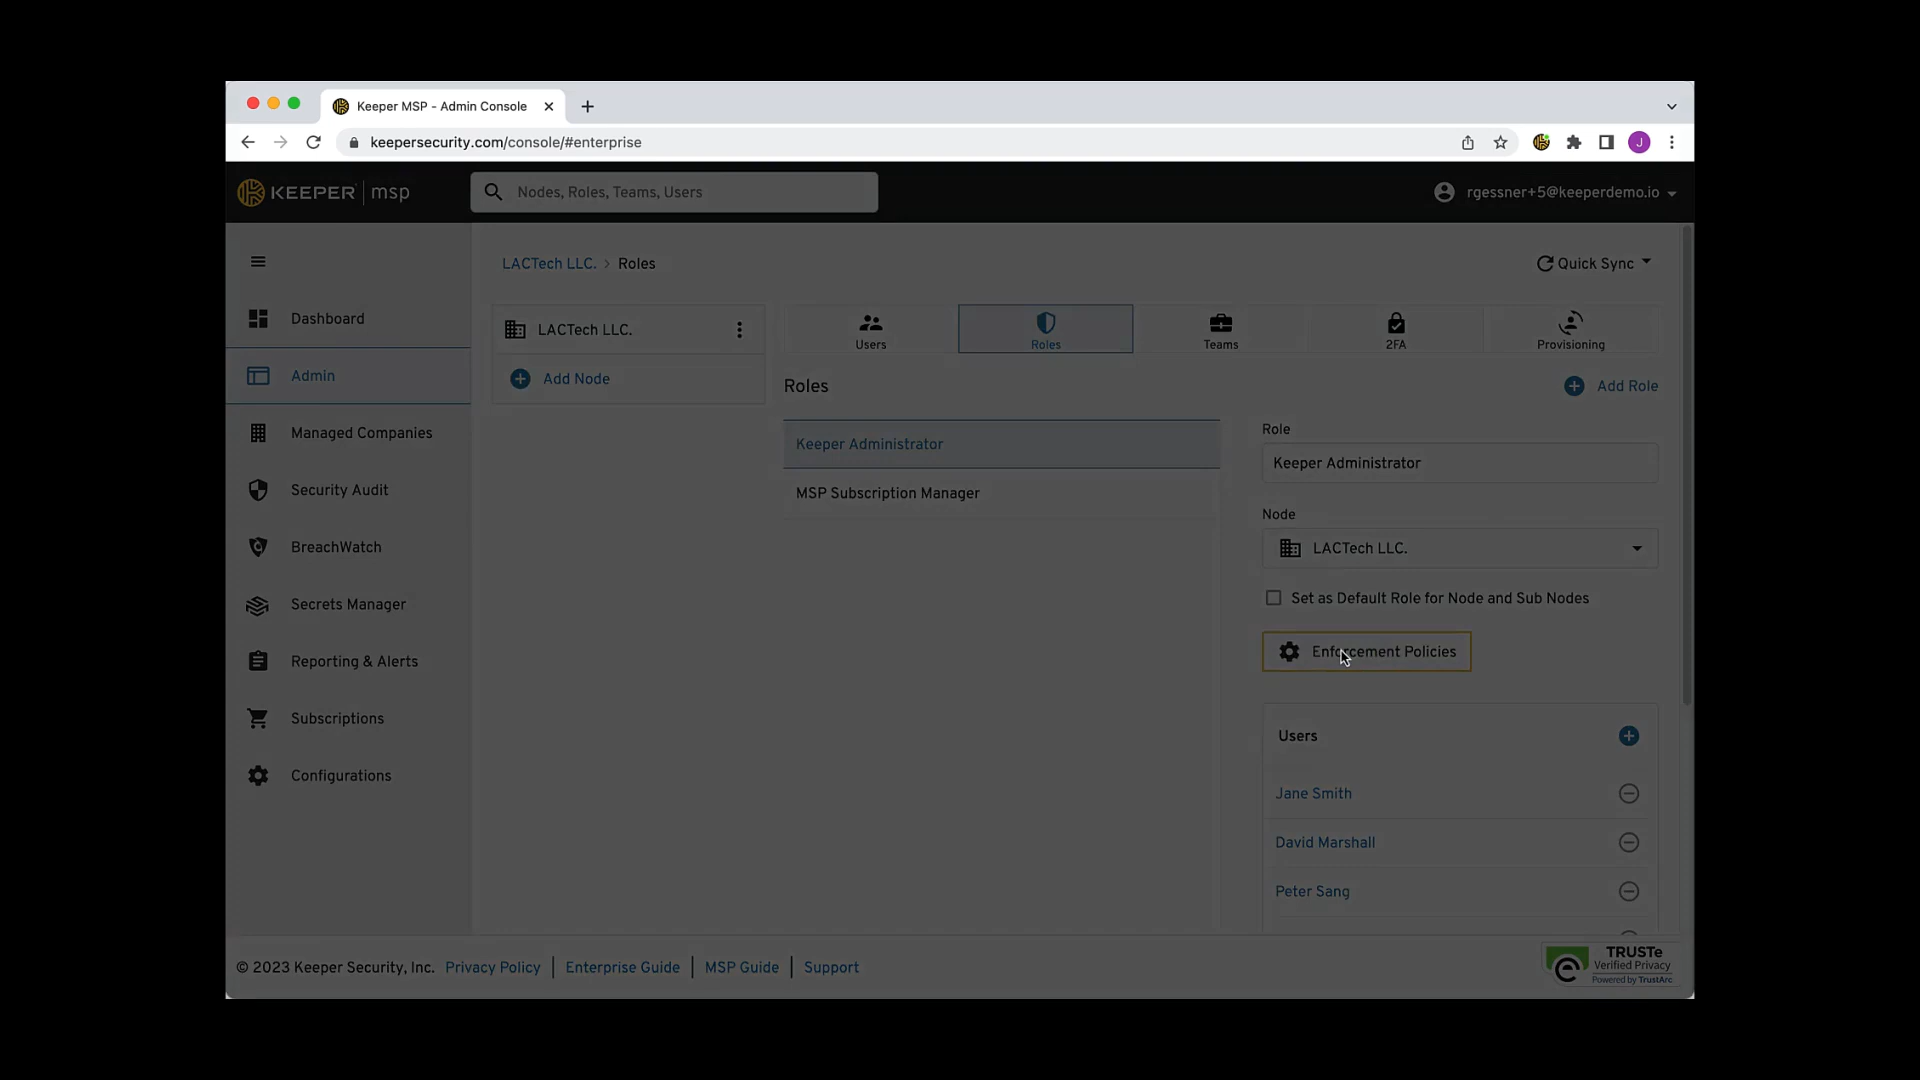 Keeper MSP - Admin Console
keepersecurity.com/console/#enterprise
J
KEEPER msp
Nodes, Roles, Teams, Users
rgessner+5@keeperdemo.io
LACTech LLC. > Roles
Quick Sync
Dashboard
Admin
Managed Companies
Security Audit
BreachWatch
Secrets Manager
Reporting & Alerts
Subscriptions
Configurations
LACTech LLC.
Add Node
Users
Roles
Teams
2FA
Provisioning
Roles
Add Role
Keeper Administrator
MSP Subscription Manager
Role
Keeper Administrator
Node
LACTech LLC.
Set as Default Role for Node and Sub Nodes
Enforcement Policies
Users
Jane Smith
David Marshall
Peter Sang
© 2023 Keeper Security, Inc. Privacy Policy | Enterprise Guide | MSP Guide | Support
TRUSTe
Verified Privacy
Powered by TrustArc